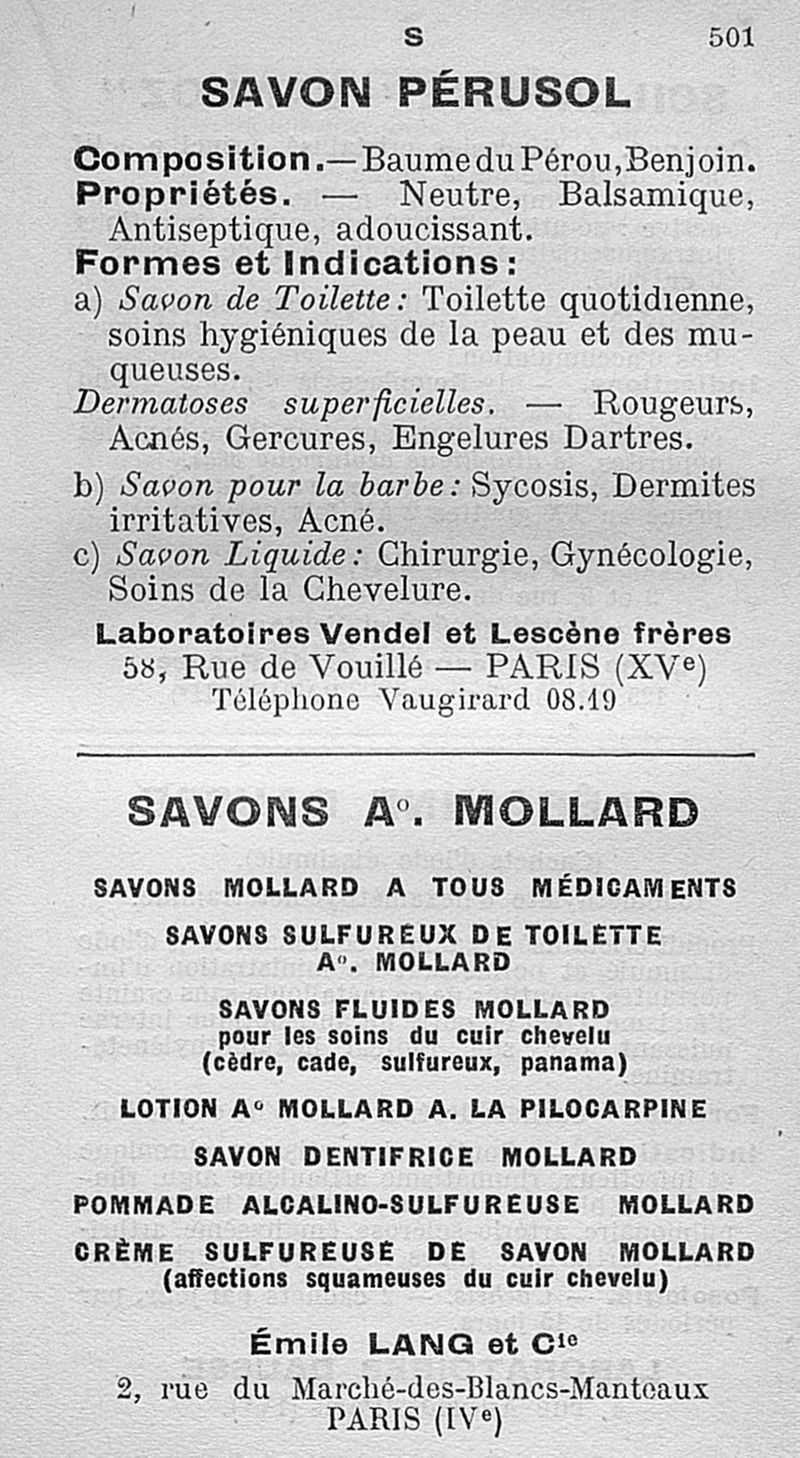 S 501
SAVON PÉRUSOL
Composition.—Baume du Pérou, Benjoin.
Propriétés. — Neutre, Balsamique,
Antiseptique, adoucissant.
Formes et Indications :
a) Savon de Toilette : Toilette quotidienne,
soins hygiéniques de la peau et des mu-
queuses.
Dermatoses superficielles. — Rougeurs,
Acnés, Gercures, Engelures Dartres.
b) Savon pour la barbe : Sycosis, Dermites
irritatives, Acné.
c) Savon Liquide : Chirurgie, Gynécologie,
Soins de la Chevelure.
Laboratoires Vendel et Lescène frères
58, Rue de Vouillé — PARIS (XVe)
Téléphone Vaugirard 08.19
SAVONS Ao. MOLLARD
SAVONS MOLLARD A TOUS MÉDICAMENTS
SAVONS SULFUREUX DE TOILETTE
Ao. MOLLARD
SAVONS FLUIDES MOLLARD
pour les soins du cuir chevelu
(cèdre, cade, sulfureux, panama)
LOTION Ao MOLLARD A. LA PILOCARPINE
SAVON DENTIFRICE MOLLARD
POMMADE ALCALINO-SULFUREUSE MOLLARD
CRÈME SULFUREUSE DE SAVON MOLLARD
(affections squameuses du cuir chevelu)
Émile LANG et Cie
2, rue du Marché-des-Blancs-Manteaux
PARIS (IVe)